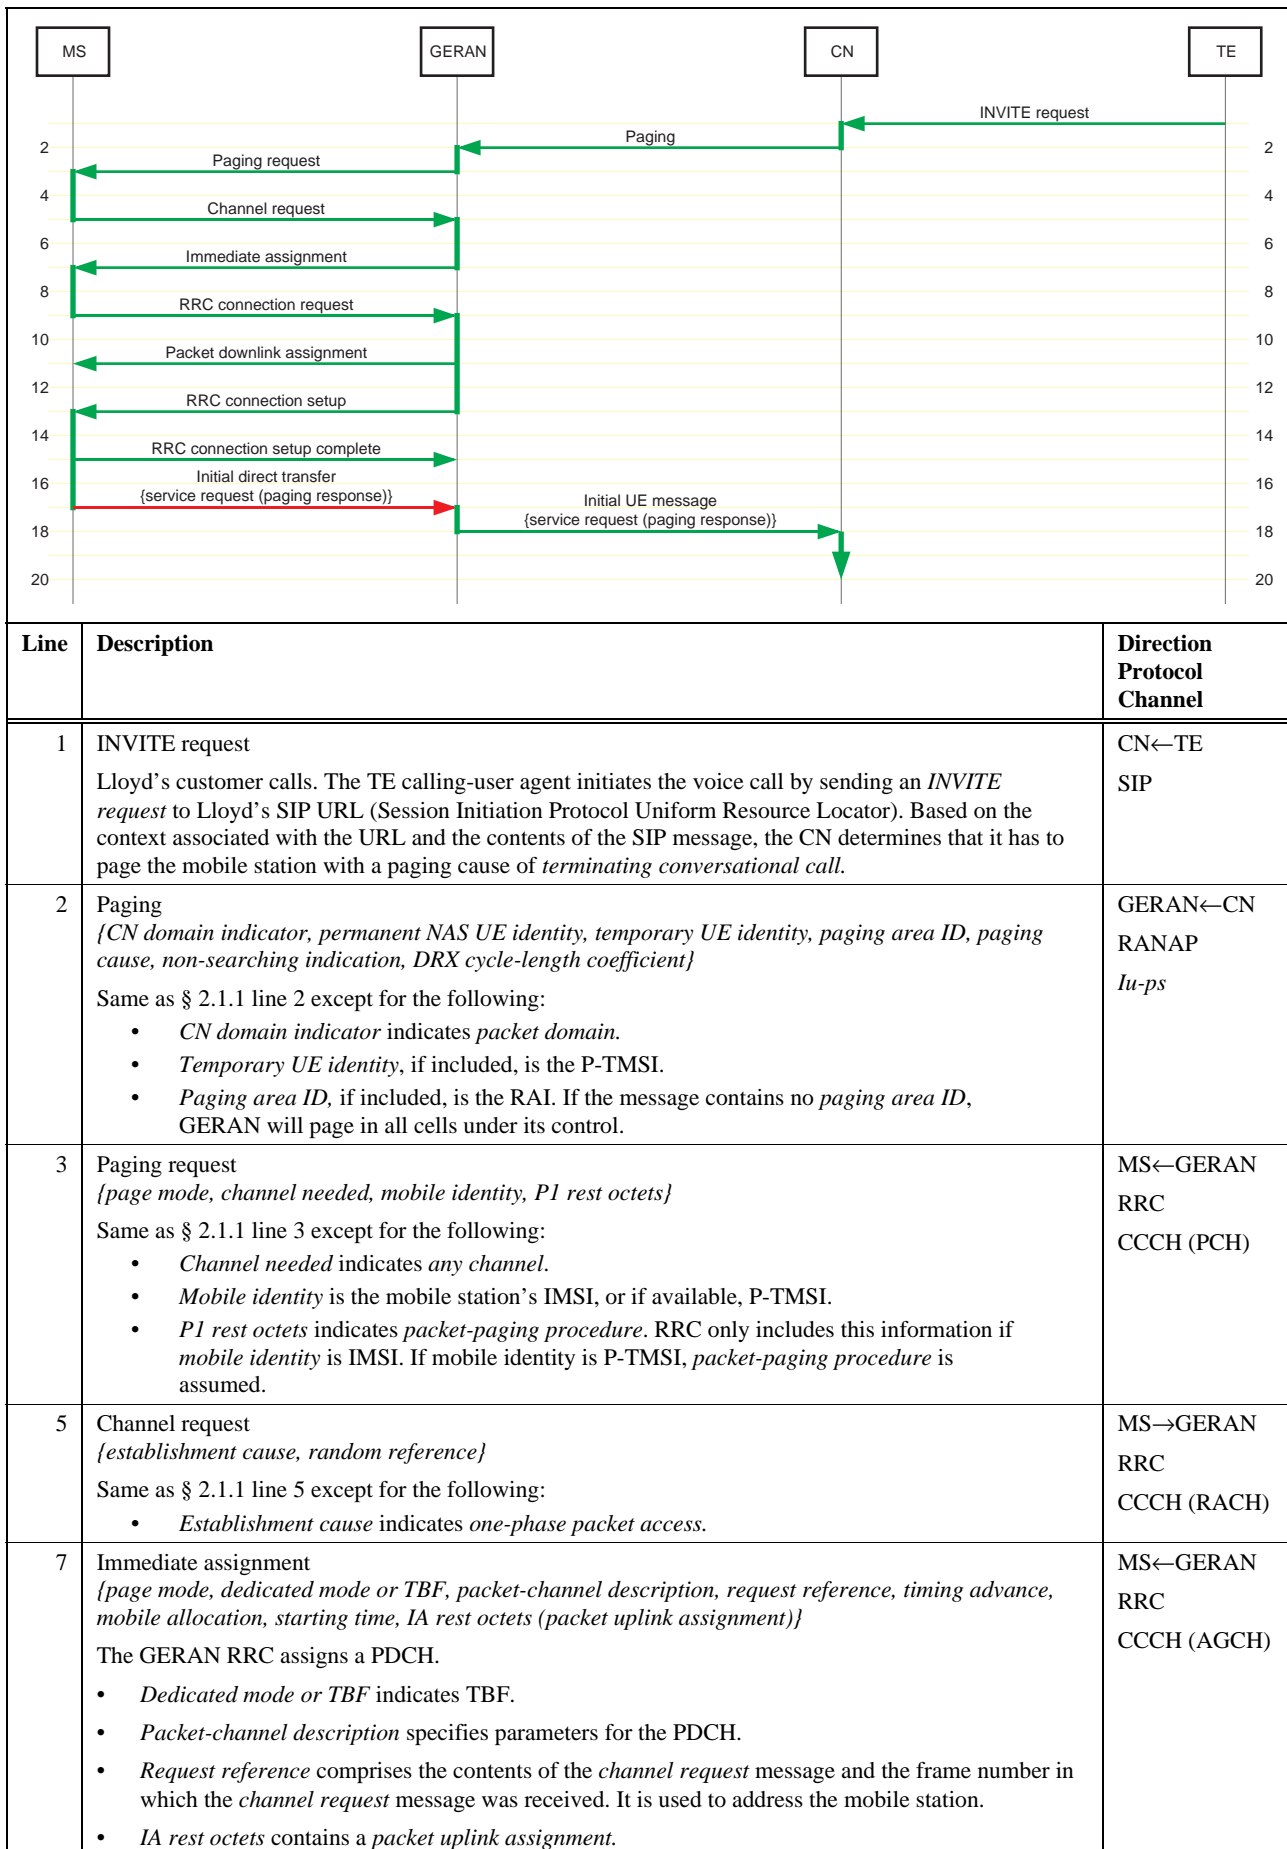 MS GERAN CN TE
INVITE request
2 Paging 2
Paging request
4 4
Channel request
6 6
Immediate assignment
8 8
RRC connection request
10 10
Packet downlink assignment
12 12
RRC connection setup
14 14
RRC connection setup complete
Initial direct transfer
16 16
{service request (paging response)}
Initial UE message
{service request (paging response)}
18 18
20 20
Line Description Direction
Protocol
Channel
1 INVITE request CN←TE
Lloyd’s customer calls. The TE calling-user agent initiates the voice call by sending an INVITE SIP
request to Lloyd’s SIP URL (Session Initiation Protocol Uniform Resource Locator). Based on the
context associated with the URL and the contents of the SIP message, the CN determines that it has to
page the mobile station with a paging cause of terminating conversational call.
2 Paging GERAN←CN
{CN domain indicator, permanent NAS UE identity, temporary UE identity, paging area ID, paging RANAP
cause, non-searching indication, DRX cycle-length coefficient}
Same as § 2.1.1 line 2 except for the following: Iu-ps
• CN domain indicator indicates packet domain.
• Temporary UE identity, if included, is the P-TMSI.
• Paging area ID, if included, is the RAI. If the message contains no paging area ID,
GERAN will page in all cells under its control.
3 Paging request MS←GERAN
{page mode, channel needed, mobile identity, P1 rest octets} RRC
Same as § 2.1.1 line 3 except for the following: CCCH (PCH)
• Channel needed indicates any channel.
• Mobile identity is the mobile station’s IMSI, or if available, P-TMSI.
• P1 rest octets indicates packet-paging procedure. RRC only includes this information if
mobile identity is IMSI. If mobile identity is P-TMSI, packet-paging procedure is
assumed.
5 Channel request MS→GERAN
{establishment cause, random reference} RRC
Same as § 2.1.1 line 5 except for the following: CCCH (RACH)
• Establishment cause indicates one-phase packet access.
7 Immediate assignment MS←GERAN
{page mode, dedicated mode or TBF, packet-channel description, request reference, timing advance, RRC
mobile allocation, starting time, IA rest octets (packet uplink assignment)}
The GERAN RRC assigns a PDCH. CCCH (AGCH)
• Dedicated mode or TBF indicates TBF.
• Packet-channel description specifies parameters for the PDCH.
• Request reference comprises the contents of the channel request message and the frame number in
which the channel request message was received. It is used to address the mobile station.
• IA rest octets contains a packet uplink assignment.